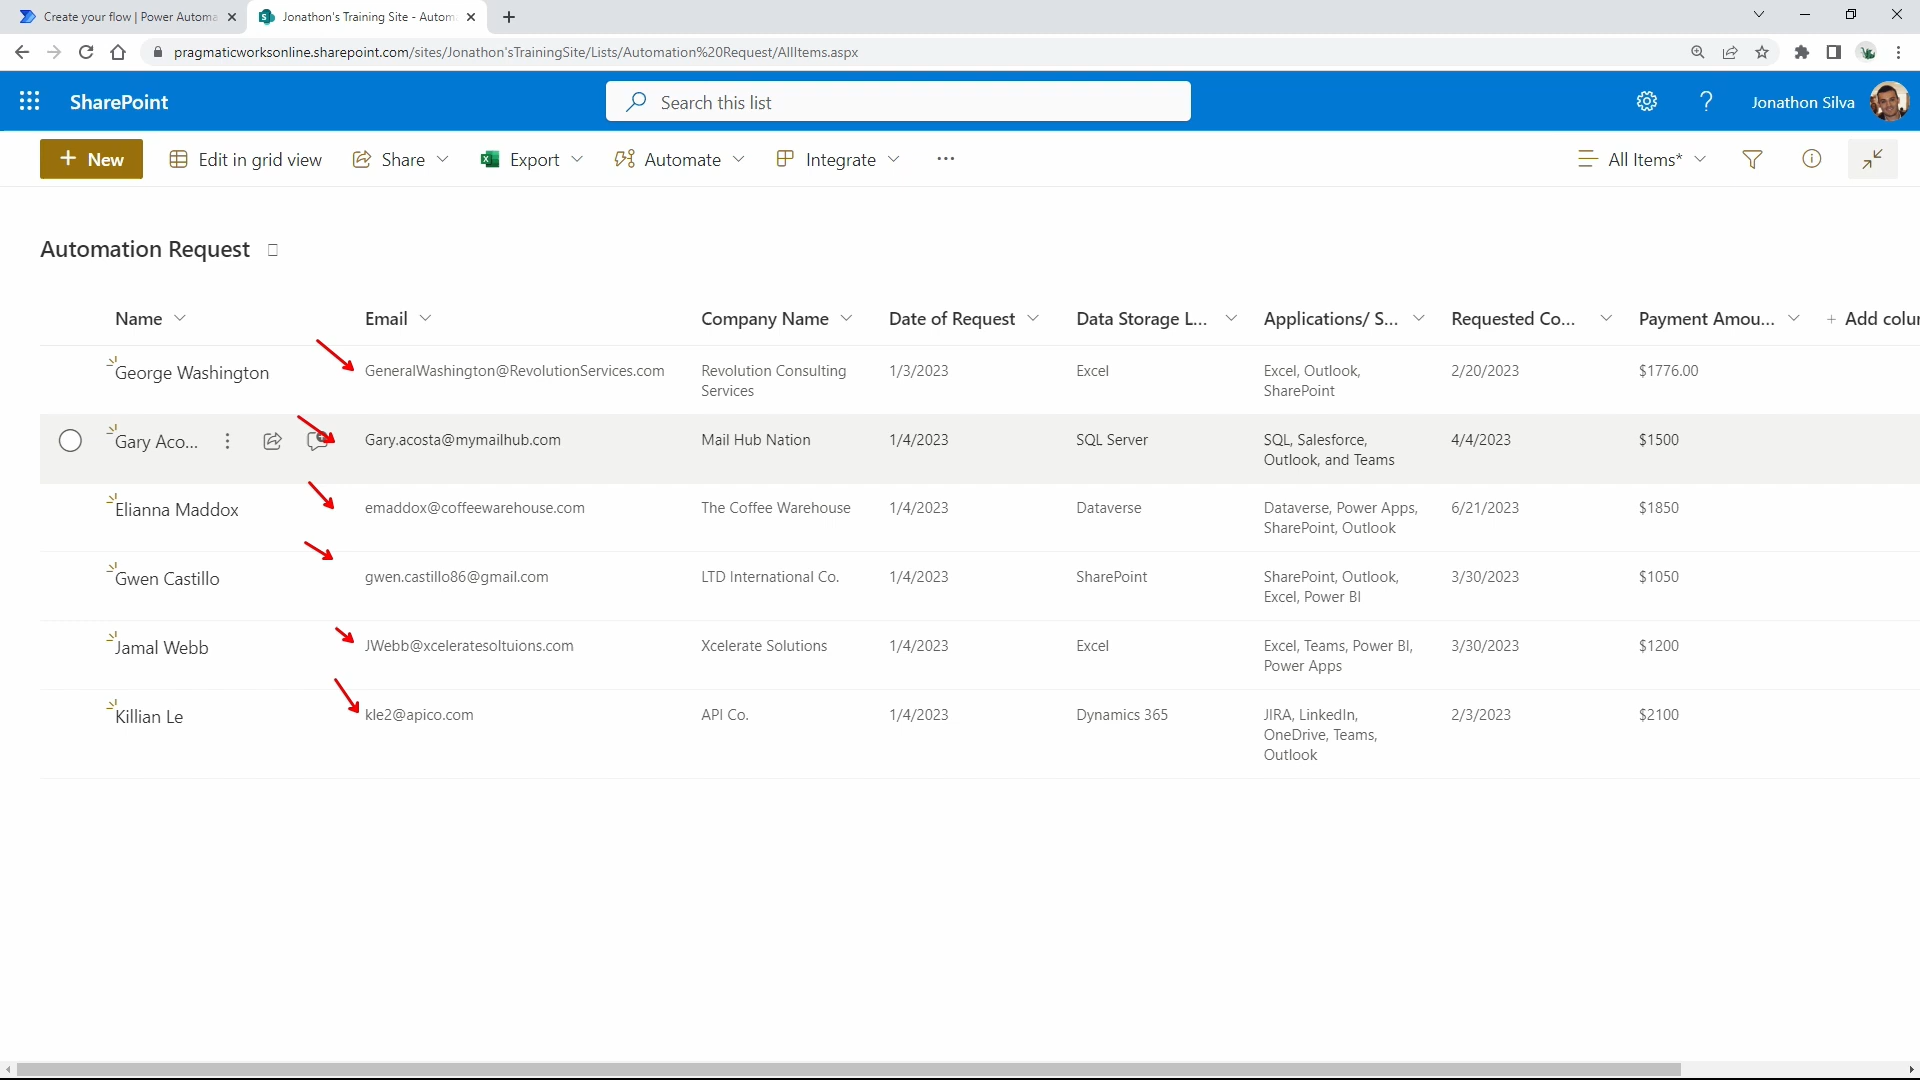 Create your flow | Power Automa
Jonathon's Training Site - Autom
pragmaticworksonline.sharepoint.com/sites/Jonathon'sTrainingSite/Lists/Automation%20Request/AllItems.aspx
SharePoint
Search this list
Jonathon Silva
New
Edit in grid view
Share
Export
Automate
Integrate
All Items*
Automation Request
Name Email Company Name Date of Request Data Storage L... Applications/ S... Requested Co... Payment Amou... + Add colum
George Washington GeneralWashington@RevolutionServices.com Revolution Consulting 1/3/2023 Excel Excel, Outlook, 2/20/2023 $1776.00
Services SharePoint
Gary Aco... Gary.acosta@mymailhub.com Mail Hub Nation 1/4/2023 SQL Server SQL, Salesforce, 4/4/2023 $1500
Outlook, and Teams
Elianna Maddox emaddox@coffeewarehouse.com The Coffee Warehouse 1/4/2023 Dataverse Dataverse, Power Apps, 6/21/2023 $1850
SharePoint, Outlook
Gwen Castillo gwen.castillo86@gmail.com LTD International Co. 1/4/2023 SharePoint SharePoint, Outlook, 3/30/2023 $1050
Excel, Power BI
Jamal Webb JWebb@xceleratesoltuions.com Xcelerate Solutions 1/4/2023 Excel Excel, Teams, Power BI, 3/30/2023 $1200
Power Apps
Killian Le kle2@apico.com API Co. 1/4/2023 Dynamics 365 JIRA, LinkedIn, 2/3/2023 $2100
OneDrive, Teams,
Outlook